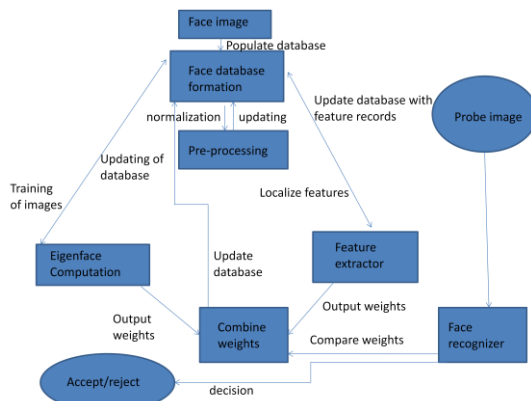 Face image
Populate database
Face database
formation
normalization
updating
Pre-processing
Update database with
feature records
Probe image
Updating of
database
Training
of images
Localize features
Eigenface
Computation
Update
database
Feature
extractor
Output
weights
Combine
weights
Output weights
Compare weights
Face
recognizer
Accept/reject
decision